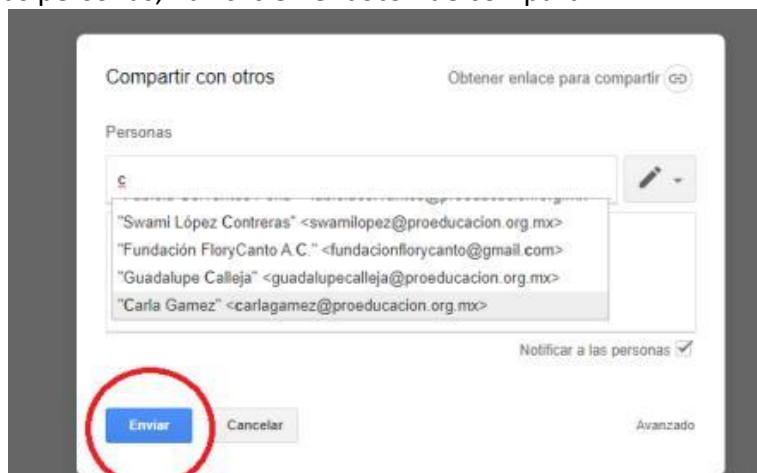 Compartir con otros
Obtener enlace para compartir
Personas
c
"Swami López Contreras" <swamilopez@proeducacion.org.mx>
"Fundación FloryCanto A.C." <fundacionflorycanto@gmail.com>
"Guadalupe Calleja" <guadalupecalleja@proeducacion.org.mx>
"Carla Gamez" <carlagamez@proeducacion.org.mx>
Notificar a las personas
Enviar
Cancelar
Avanzado